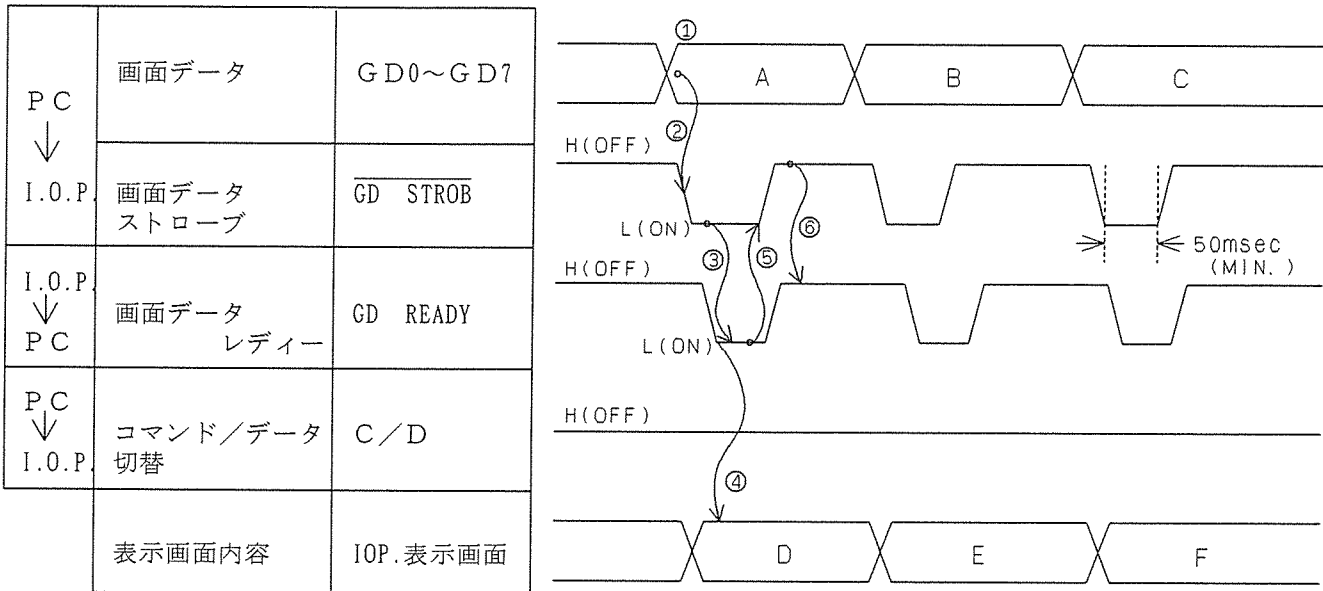 PC
↓
I.O.P.
画面データ
GD0～GD7
画面データ
ストローブ
GD STROB
I.O.P.
↓
PC
画面データ
レディー
GD READY
PC
↓
I.O.P.
コマンド／データ
切替
C／D
表示画面内容
IOP.表示画面
①
A
B
C
②
H(OFF)
L(ON)
③
⑤
⑥
50msec
(MIN.)
H(OFF)
L(ON)
H(OFF)
④
D
E
F